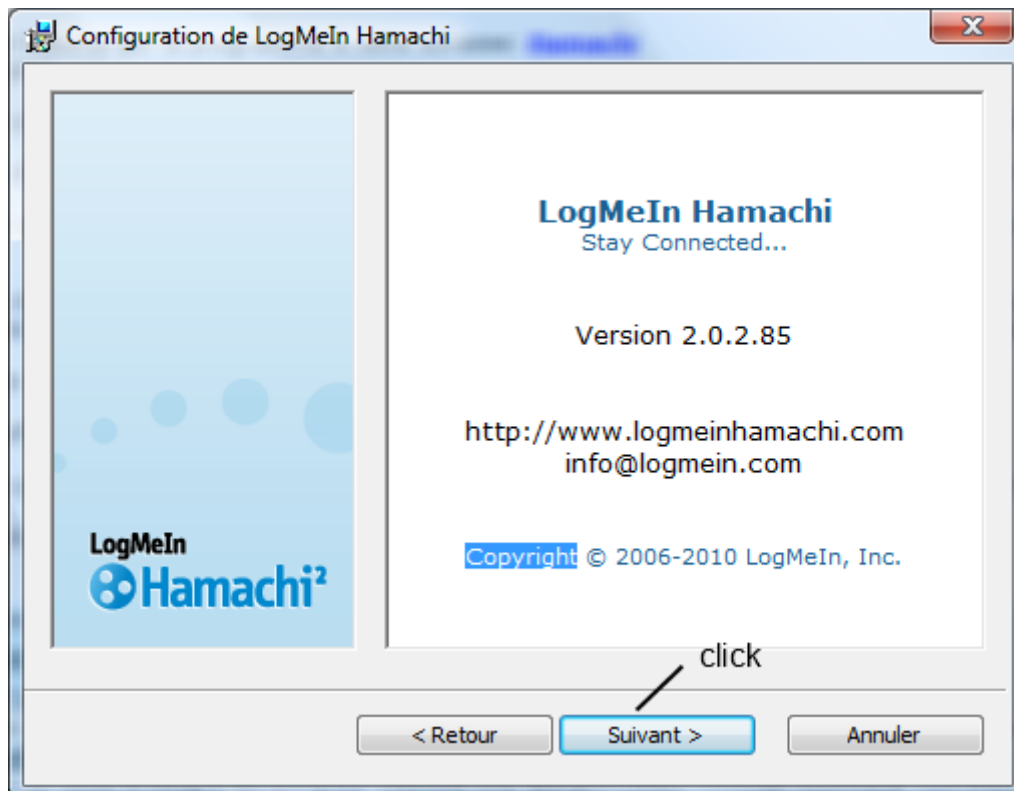 Configuration de LogMeIn Hamachi
Hamachi
LogMeIn Hamachi
Stay Connected...
Version 2.0.2.85
http://www.logmeinhamachi.com
info@logmein.com
Copyright © 2006-2010 LogMeIn, Inc.
LogMeIn
Hamachi²
click
< Retour
Suivant >
Annuler